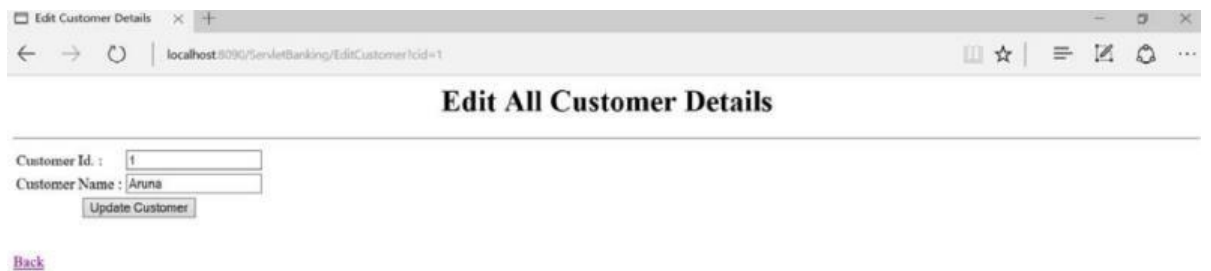 Edit Customer Details
localhost:8090/ServletBanking/EditCustomer?cid=1
Edit All Customer Details
Customer Id. : 1
Customer Name : Aruna
Update Customer
Back